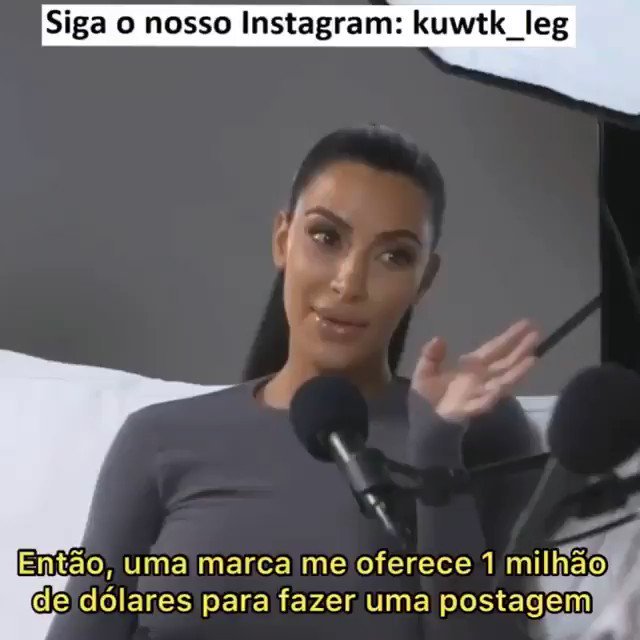 Siga o nosso Instagram: kuwtk_leg
Então, uma marca me oferece 1 milhão
de dólares para fazer uma postagem